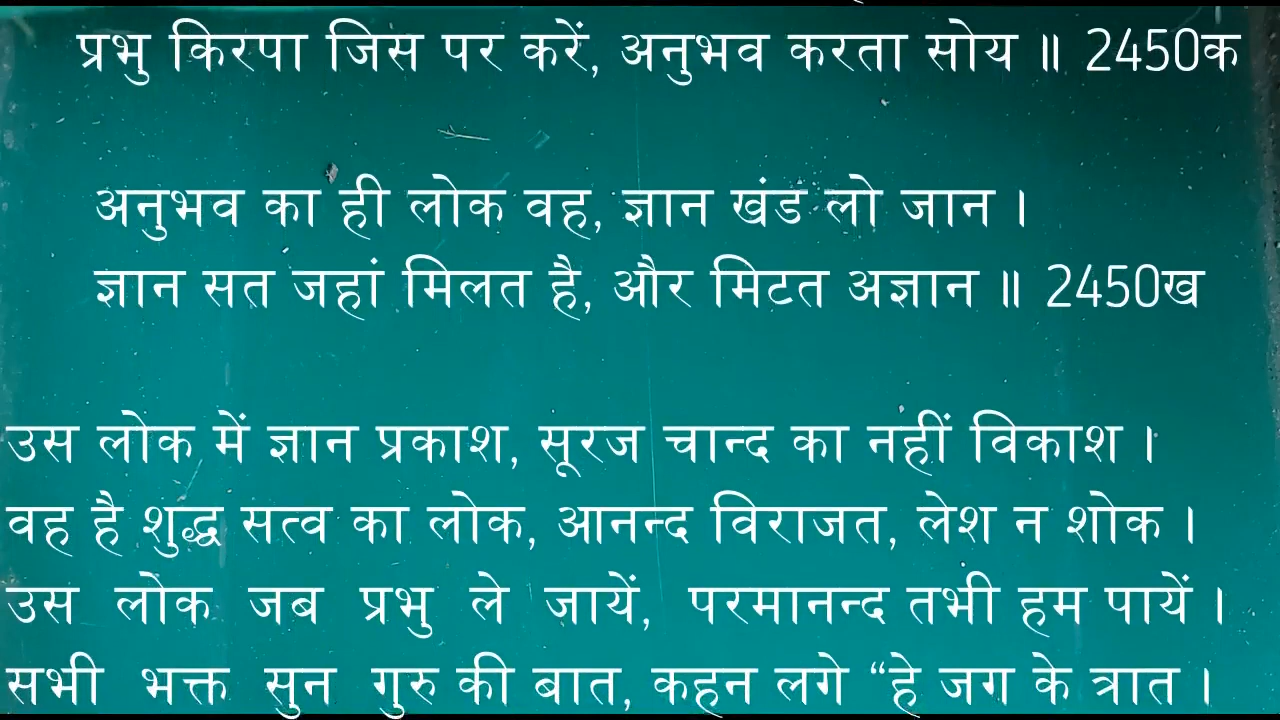 प्रभु किरपा जिस पर करें, अनुभव करता सोय ॥ 2450क
अनुभव का ही लोक वह, ज्ञान खंड लो जान ।
ज्ञान सत जहां मिलत है, और मिटत अज्ञान ॥ 2450ख
उस लोक में ज्ञान प्रकाश, सूरज चान्द का नहीं विकाश ।
वह है शुद्ध सत्व का लोक, आनन्द विराजत, लेश न शोक ।
उस लोक जब प्रभु ले जायें, परमानन्द तभी हम पायें ।
सभी भक्त सुन गुरु की बात, कहन लगे “हे जग के त्रात ।